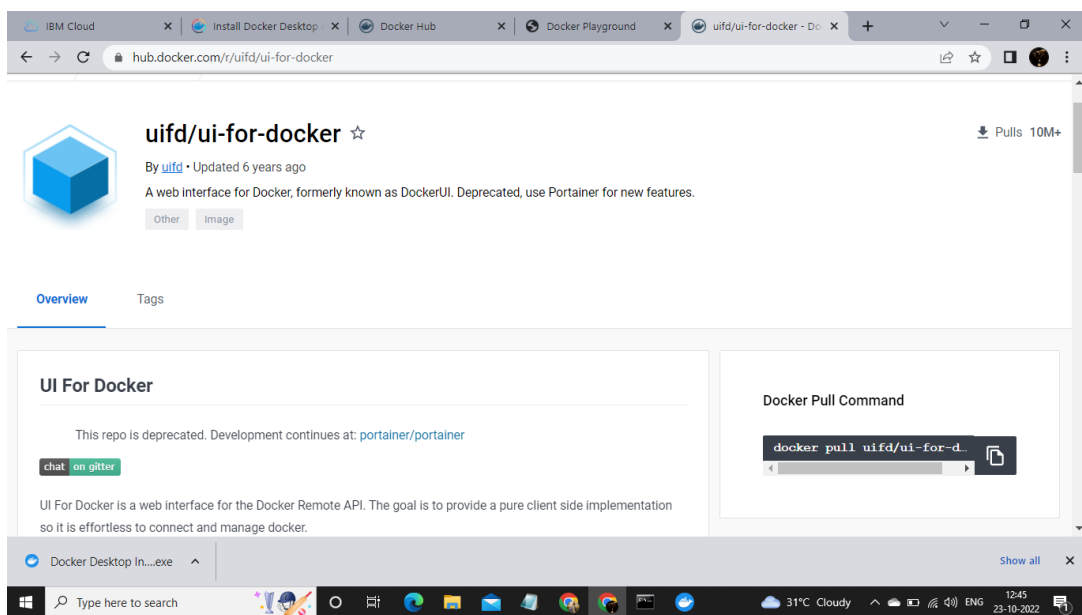 IBM Cloud
Install Docker Desktop
Docker Hub
Docker Playground
uifd/ui-for-docker - Do
hub.docker.com/r/uifd/ui-for-docker
uifd/ui-for-docker
Pulls 10M+
By uifd • Updated 6 years ago
A web interface for Docker, formerly known as DockerUI. Deprecated, use Portainer for new features.
Other Image
Overview Tags
UI For Docker
This repo is deprecated. Development continues at: portainer/portainer
chat on gitter
UI For Docker is a web interface for the Docker Remote API. The goal is to provide a pure client side implementation
so it is effortless to connect and manage docker.
Docker Pull Command
docker pull uifd/ui-for-d…
Docker Desktop In....exe
Show all
Type here to search
31°C Cloudy
ENG
12:45
23-10-2022